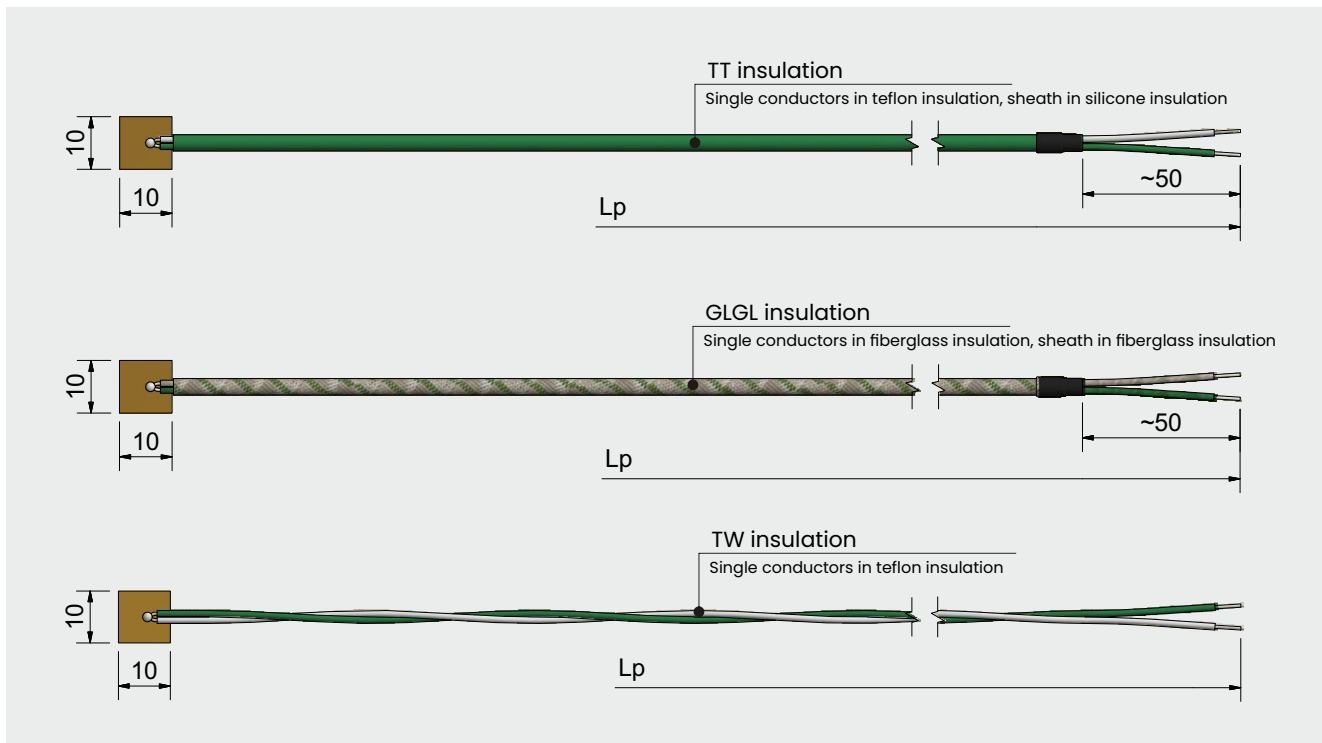 TT insulation
Single conductors in teflon insulation, sheath in silicone insulation
10
10
~50
Lp
GLGL insulation
Single conductors in fiberglass insulation, sheath in fiberglass insulation
10
10
~50
Lp
TW insulation
Single conductors in teflon insulation
10
10
Lp